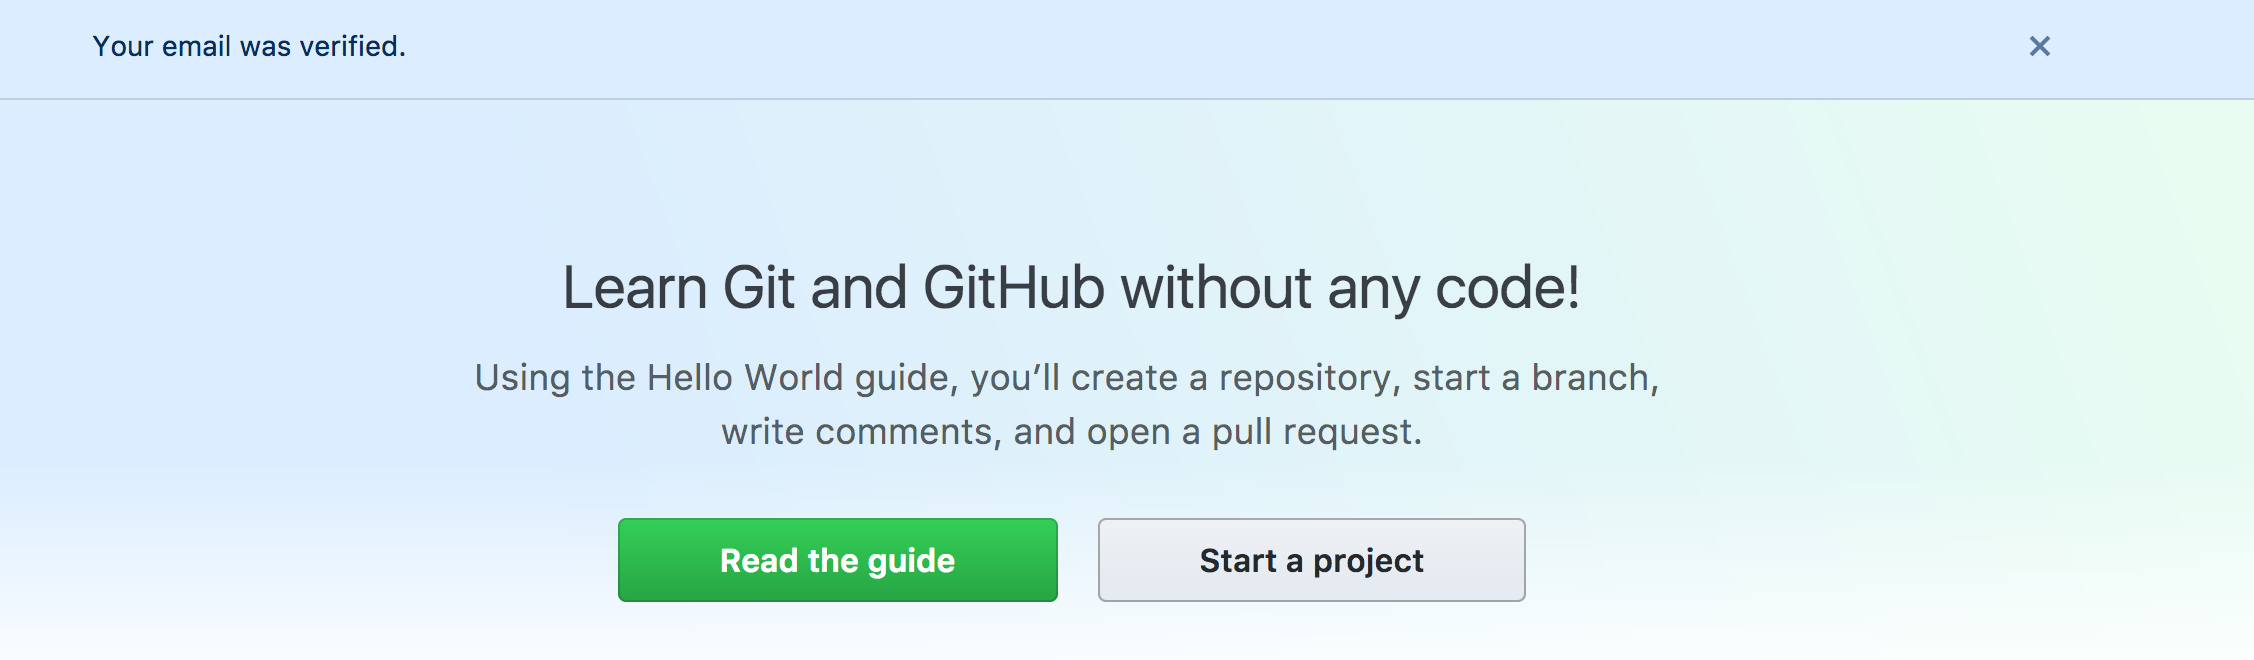 Your email was verified.
Learn Git and GitHub without any code!
Using the Hello World guide, you’ll create a repository, start a branch,
write comments, and open a pull request.
Read the guide
Start a project